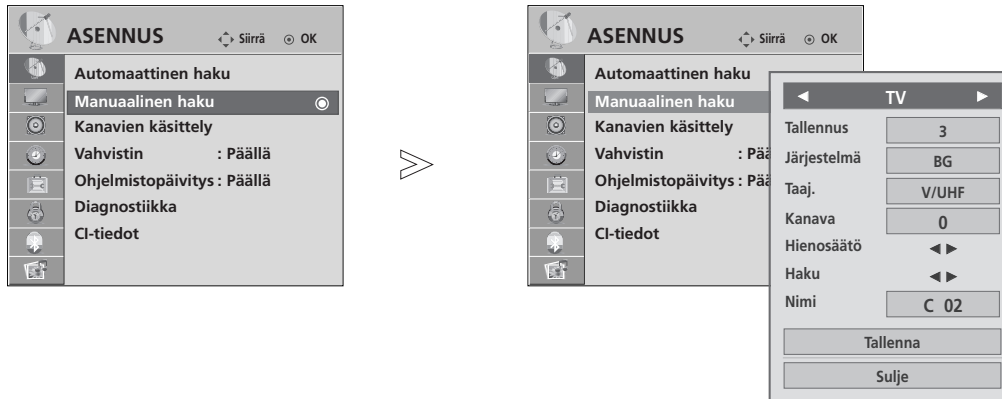 ASENNUS Siirrä OK
Automaattinen haku
Manuaalinen haku
Kanavien käsittely
Vahvistin : Päällä
Ohjelmistopäivitys : Päällä
Diagnostiikka
CI-tiedot
ASENNUS Siirrä OK
Automaattinen haku
Manuaalinen haku
Kanavien käsittely
Vahvistin : Pää
Ohjelmistopäivitys : Pää
Diagnostiikka
CI-tiedot
◄ TV ►
Tallennus 3
Järjestelmä BG
Taaj. V/UHF
Kanava 0
Hienosäätö ◄ ►
Haku ◄ ►
Nimi C 02
Tallenna
Sulje